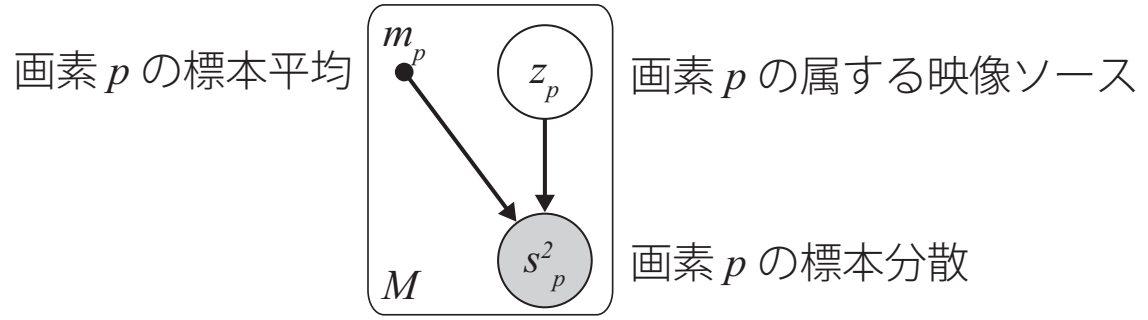 m_p
画素 p の標本平均
z_p
画素 p の属する映像ソース
s^2_p
画素 p の標本分散
M